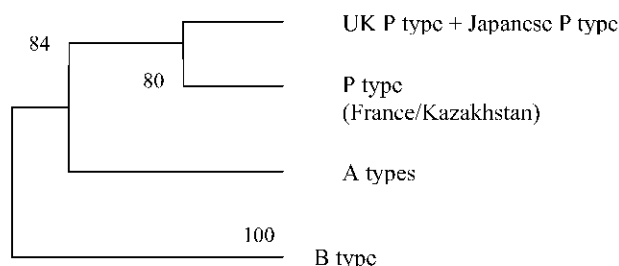 UK P type + Japanese P type
84
80
P type
(France/Kazakhstan)
A types
100
B type